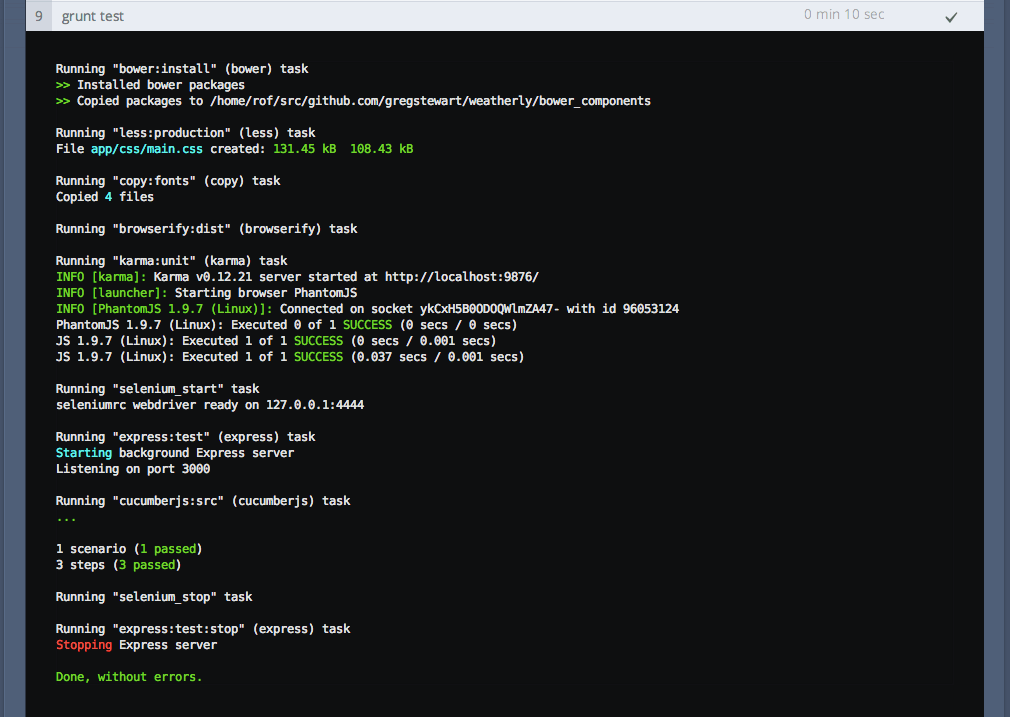 9 grunt test 0 min 10 sec
Running "bower:install" (bower) task
>> Installed bower packages
>> Copied packages to /home/rof/src/github.com/gregstewart/weatherly/bower_components
Running "less:production" (less) task
File app/css/main.css created: 131.45 kB 108.43 kB
Running "copy:fonts" (copy) task
Copied 4 files
Running "browserify:dist" (browserify) task
Running "karma:unit" (karma) task
INFO [karma]: Karma v0.12.21 server started at http://localhost:9876/
INFO [launcher]: Starting browser PhantomJS
INFO [PhantomJS 1.9.7 (Linux)]: Connected on socket ykCxH5B0ODOQWlmZA47- with id 96053124
PhantomJS 1.9.7 (Linux): Executed 0 of 1 SUCCESS (0 secs / 0 secs)
JS 1.9.7 (Linux): Executed 1 of 1 SUCCESS (0 secs / 0.001 secs)
JS 1.9.7 (Linux): Executed 1 of 1 SUCCESS (0.037 secs / 0.001 secs)
Running "selenium_start" task
seleniumrc webdriver ready on 127.0.0.1:4444
Running "express:test" (express) task
Starting background Express server
Listening on port 3000
Running "cucumberjs:src" (cucumberjs) task
...
1 scenario (1 passed)
3 steps (3 passed)
Running "selenium_stop" task
Running "express:test:stop" (express) task
Stopping Express server
Done, without errors.